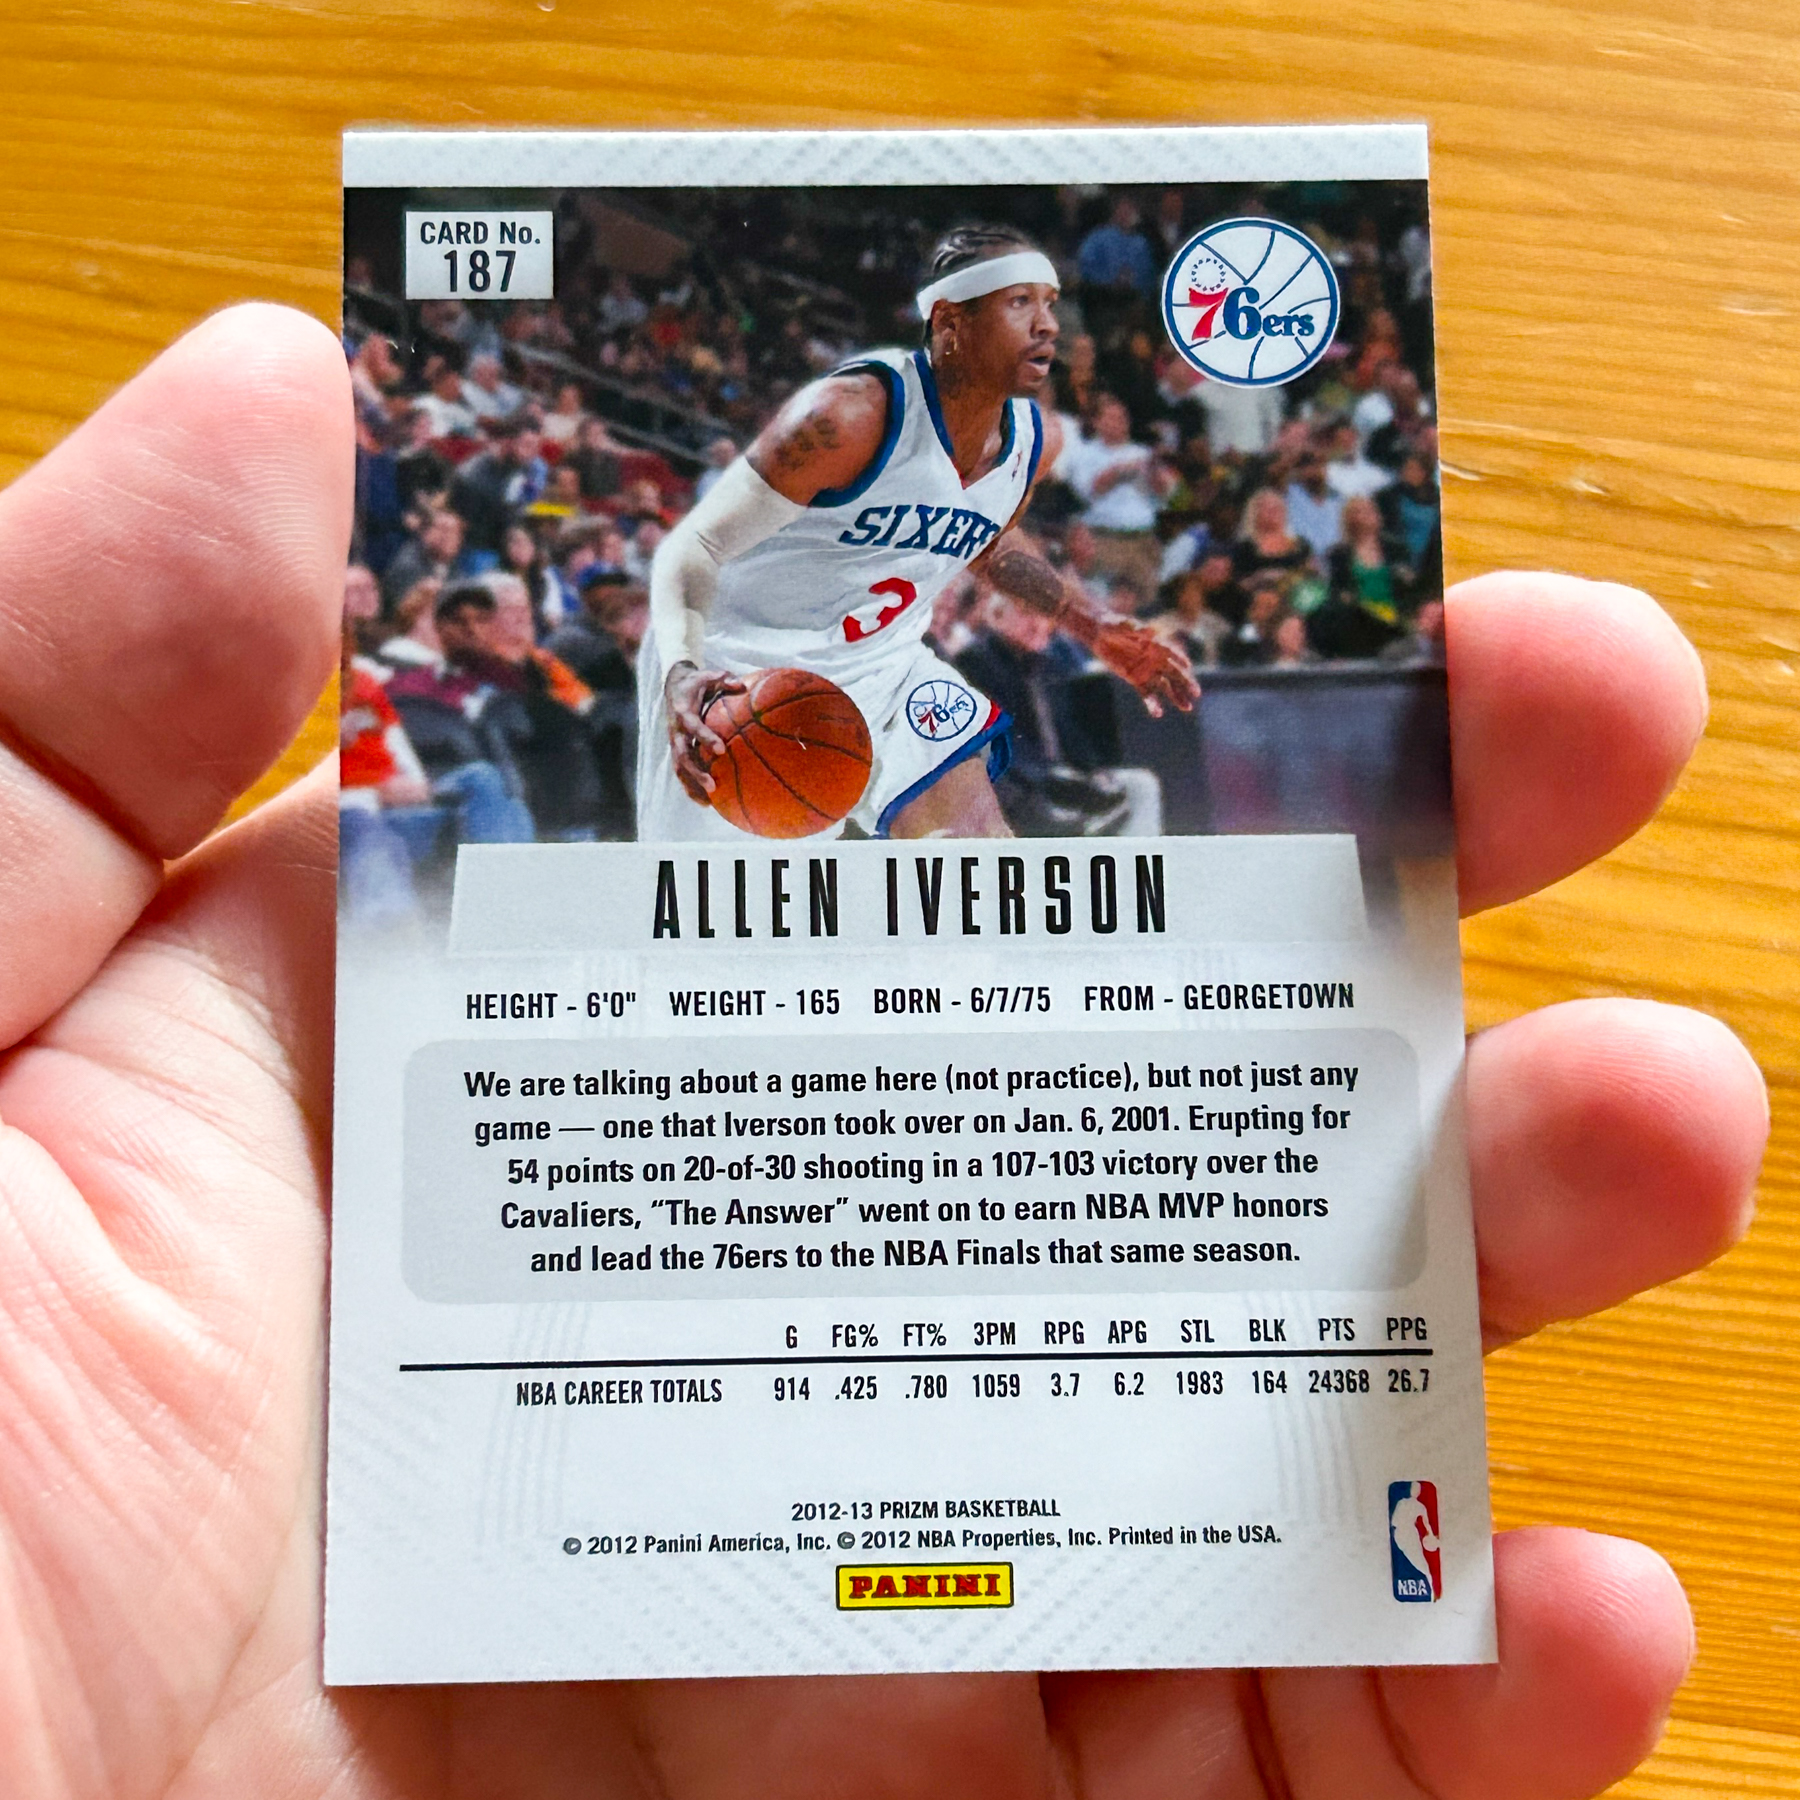 CARD No.
187
76ers
SIXERS
3
76ers
ALLEN IVERSON
HEIGHT - 6'0" WEIGHT - 165 BORN - 6/7/75 FROM - GEORGETOWN
We are talking about a game here (not practice), but not just any
game — one that Iverson took over on Jan. 6, 2001. Erupting for
54 points on 20-of-30 shooting in a 107-103 victory over the
Cavaliers, “The Answer” went on to earn NBA MVP honors
and lead the 76ers to the NBA Finals that same season.
G FG% FT% 3PM RPG APG STL BLK PTS PPG
NBA CAREER TOTALS 914 .425 .780 1059 3.7 6.2 1983 164 24368 26.7
2012-13 PRIZM BASKETBALL
© 2012 Panini America, Inc. © 2012 NBA Properties, Inc. Printed in the USA.
PANINI
NBA